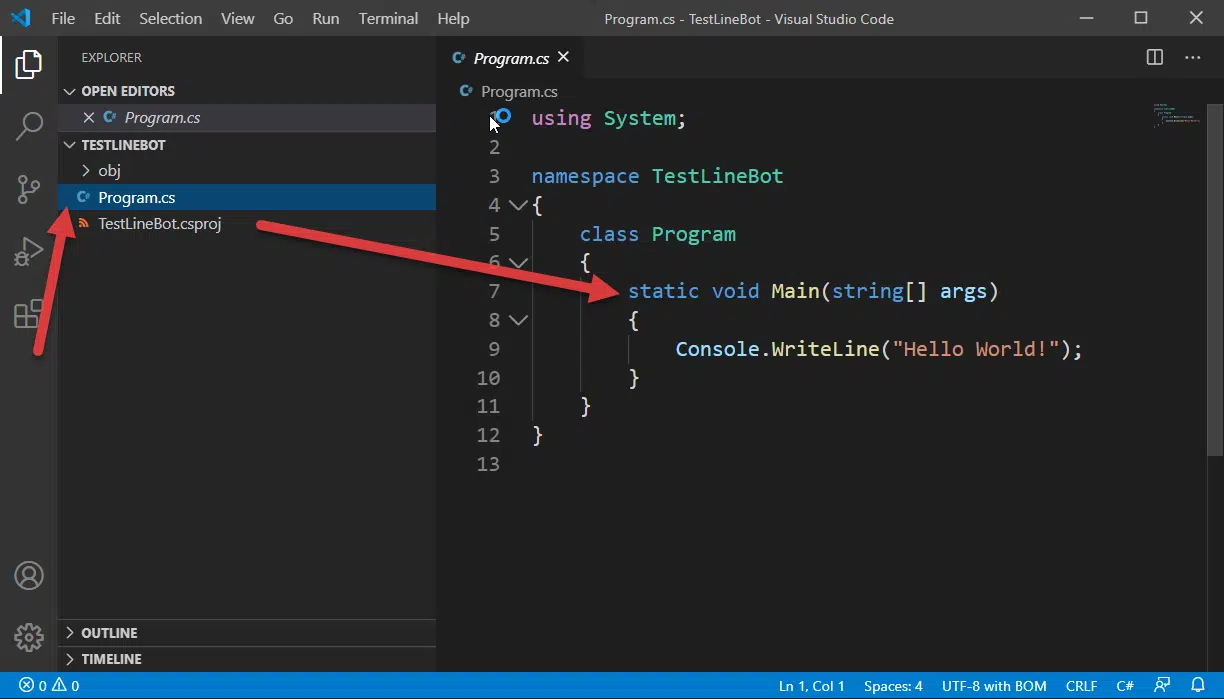 File Edit Selection View Go Run Terminal Help Program.cs - TestLineBot - Visual Studio Code
EXPLORER
OPEN EDITORS
Program.cs
TESTLINEBOT
obj
Program.cs
TestLineBot.csproj
OUTLINE
TIMELINE
Program.cs
Program.cs
using System;
2
3 namespace TestLineBot
4 {
5 class Program
6 {
7 static void Main(string[] args)
8 {
9 Console.WriteLine("Hello World!");
10 }
11 }
12 }
13
0 0 Ln 1, Col 1 Spaces: 4 UTF-8 with BOM CRLF C#